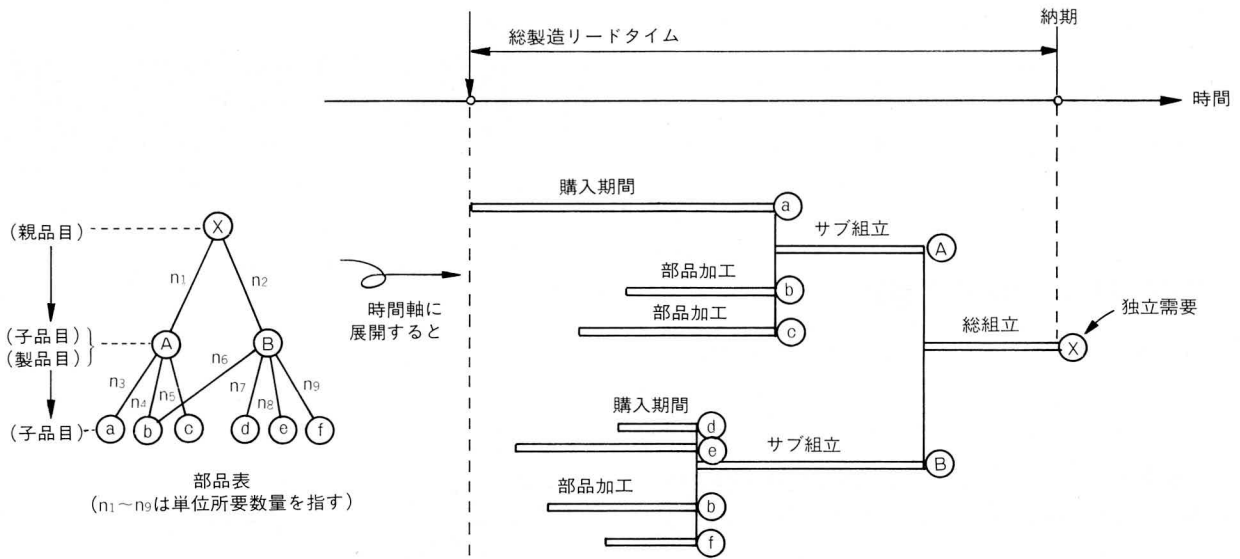 納期
総製造リードタイム
時間
購入期間
a
サブ組立
A
部品加工
b
部品加工
c
時間軸に
展開すると
総組立
X
独立需要
購入期間
d
e
サブ組立
B
部品加工
b
f
(親品目)
X
n₁
n₂
(子品目)
(製品目)
A
B
n₃
n₄
n₅
n₆
n₇
n₈
n₉
(子品目)
a
b
c
d
e
f
部品表
(n₁~n₉は単位所要数量を指す)